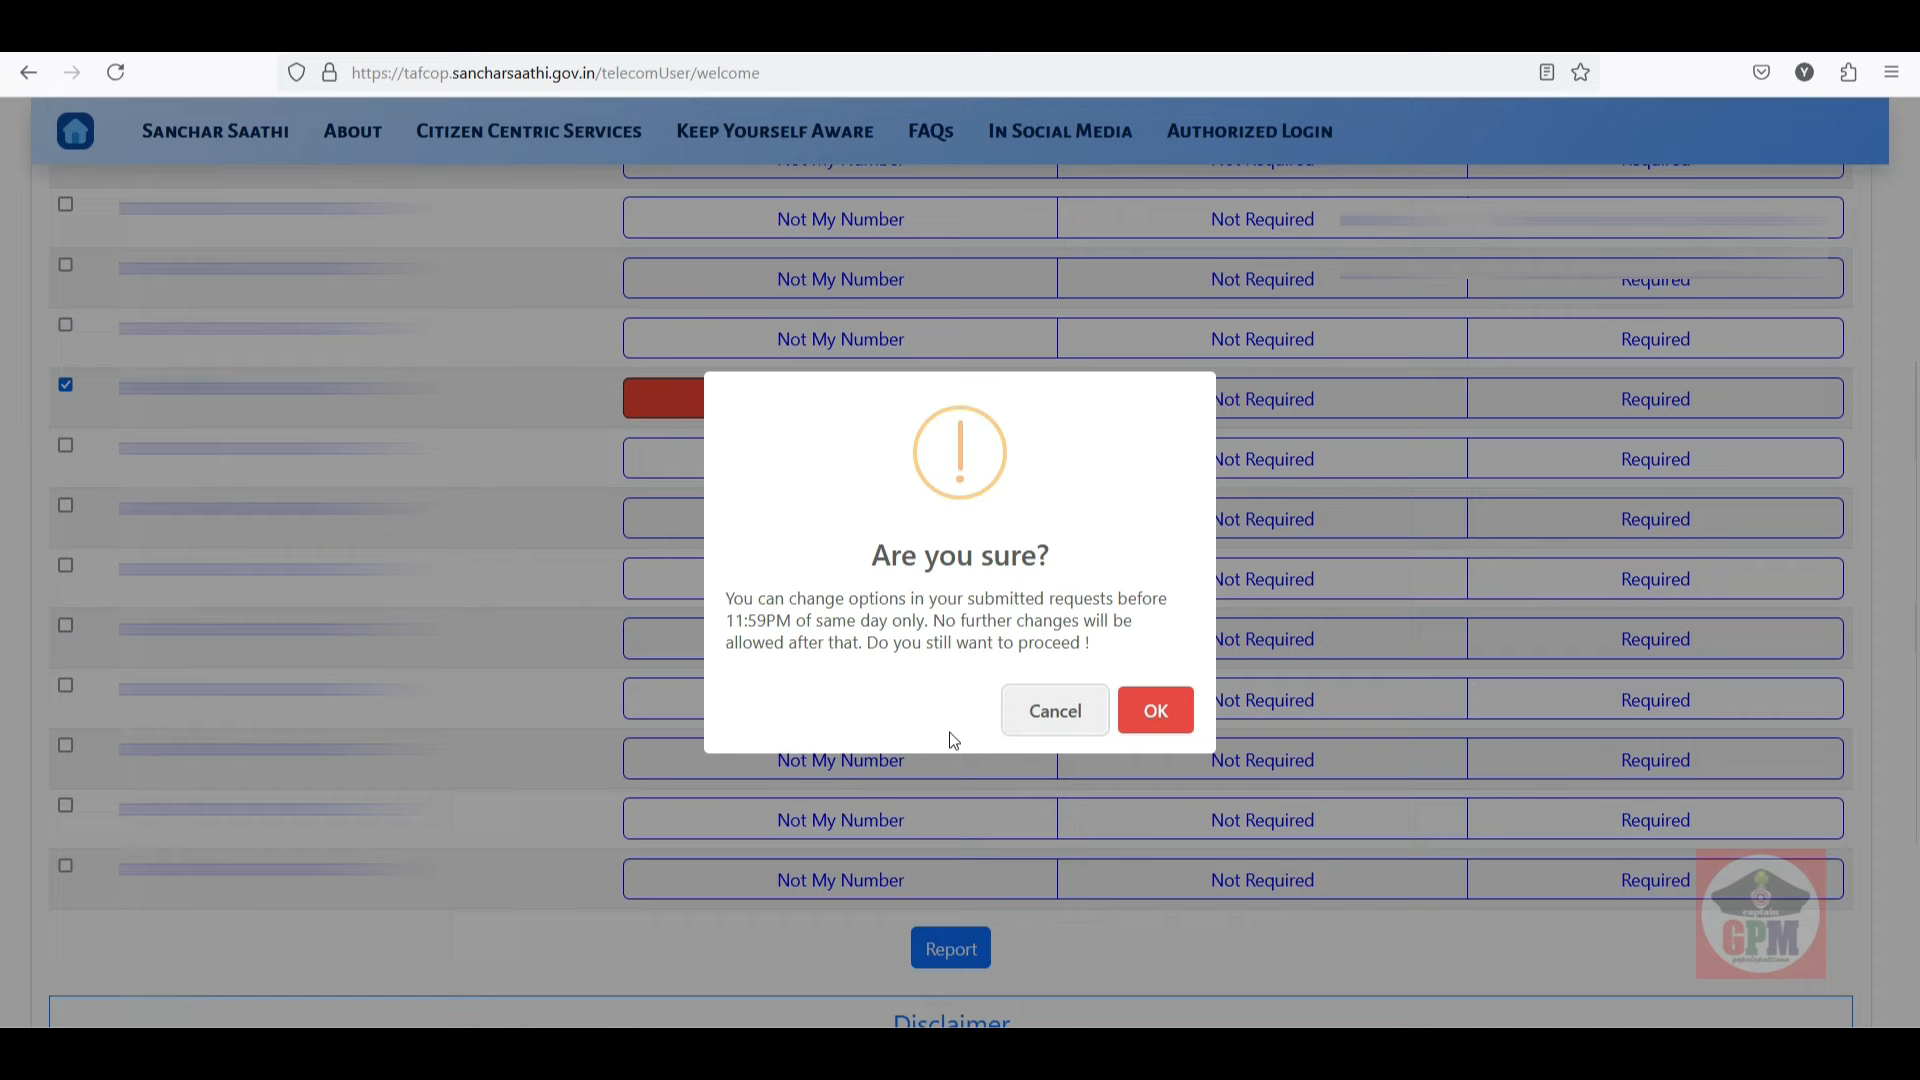 https://tafcop.sancharsaathi.gov.in/telecomUser/welcome
Y
SANCHAR SAATHI ABOUT CITIZEN CENTRIC SERVICES KEEP YOURSELF AWARE FAQs IN SOCIAL MEDIA AUTHORIZED LOGIN
Not My Number Not Required Required
Not My Number Not Required
Not My Number Not Required Required
Not My Number Not Required Required
Not Required Required
Not Required Required
Not Required Required
Not Required Required
Not Required Required
Not Required Required
Not My Number Not Required Required
Not My Number Not Required Required
Not My Number Not Required Required
Are you sure?
You can change options in your submitted requests before
11:59PM of same day only. No further changes will be
allowed after that. Do you still want to proceed !
Cancel OK
Report
Disclaimer
captain
GPM